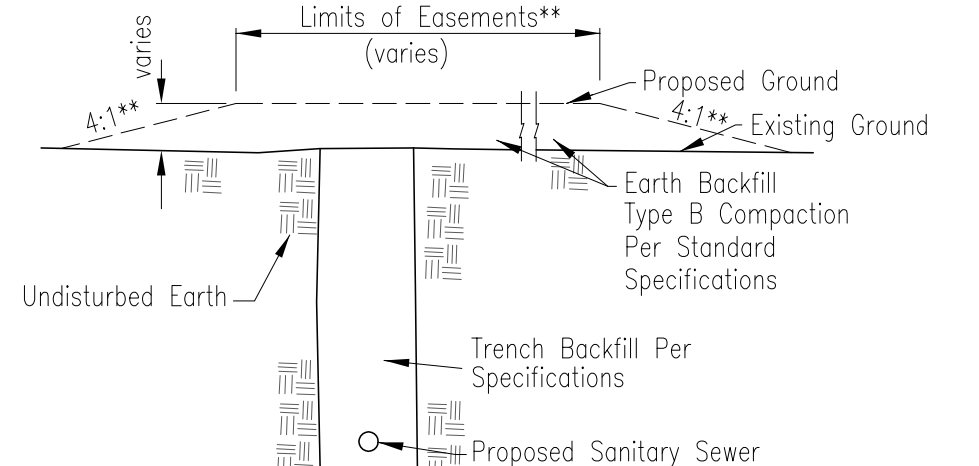 Limits of Easements**
(varies)
varies
Proposed Ground
4:1**
4:1**
Existing Ground
Earth Backfill
Type B Compaction
Per Standard
Specifications
Undisturbed Earth
Trench Backfill Per
Specifications
Proposed Sanitary Sewer